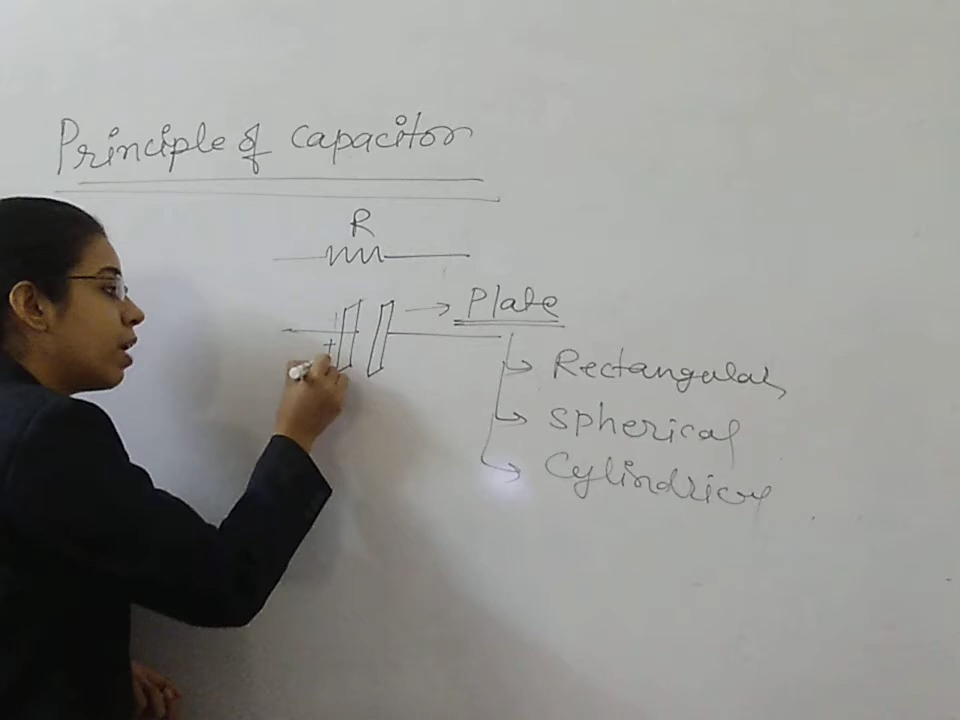 Principle of Capacitor
R
Plate
Rectangular
Spherical
Cylindrical
+